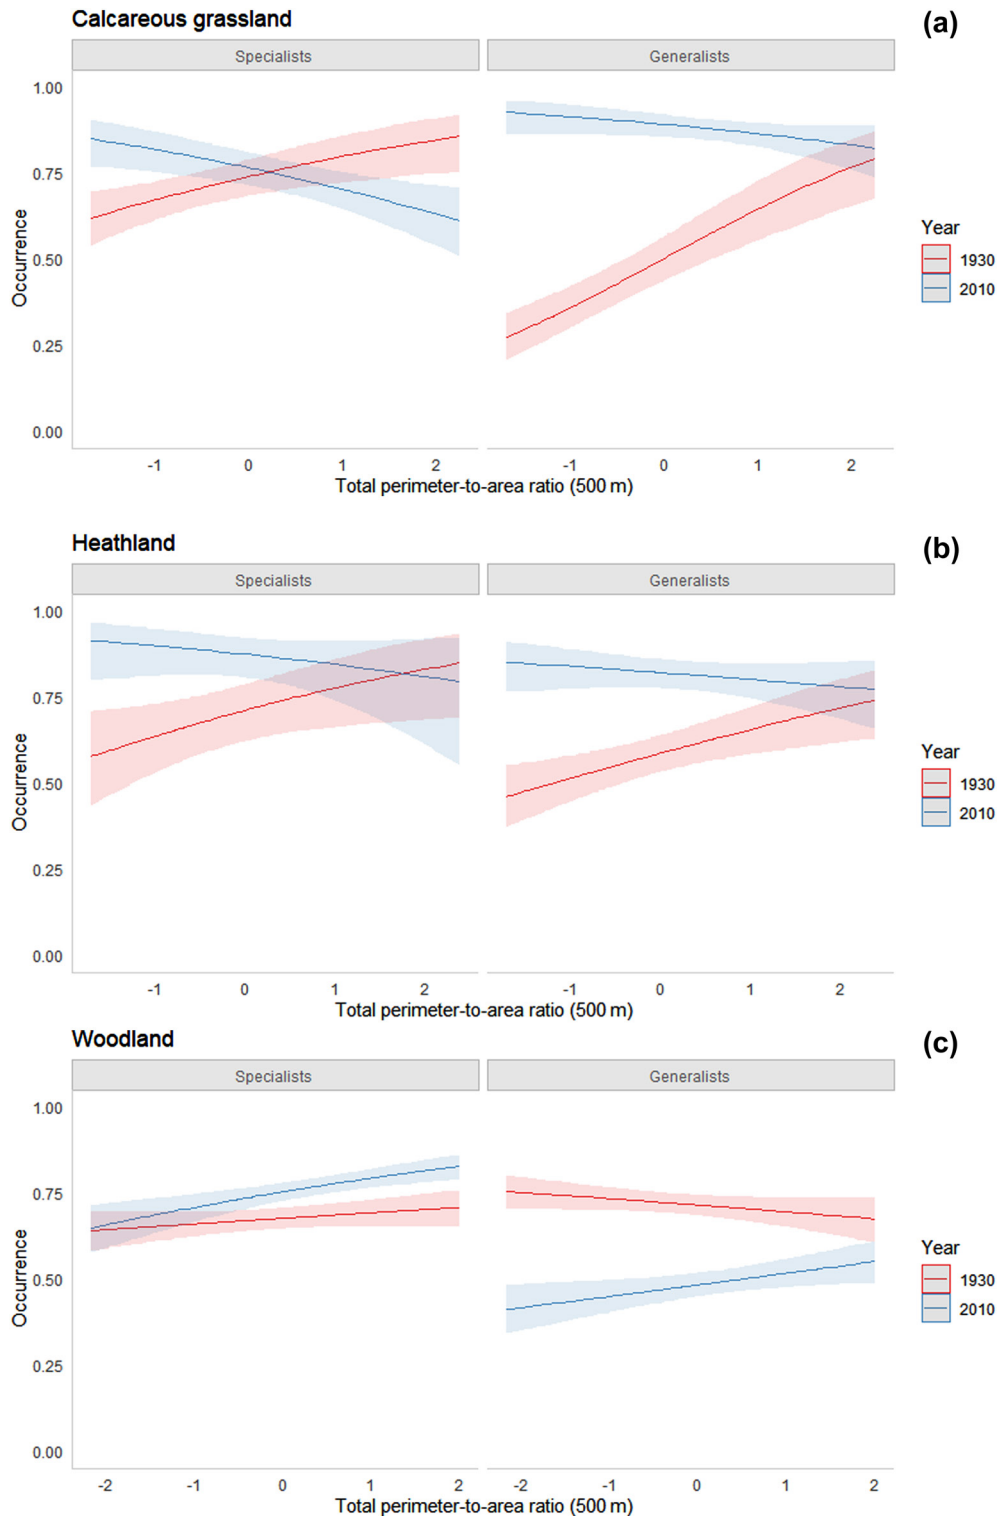 Calcareous grassland
(a)
Specialists
Generalists
1.00
0.75
0.50
0.25
0.00
Occurrence
-1 0 1 2
-1 0 1 2
Total perimeter-to-area ratio (500 m)
Year
1930
2010
Heathland
(b)
Specialists
Generalists
1.00
0.75
0.50
0.25
0.00
Occurrence
-1 0 1 2
-1 0 1 2
Total perimeter-to-area ratio (500 m)
Year
1930
2010
Woodland
(c)
Specialists
Generalists
1.00
0.75
0.50
0.25
0.00
Occurrence
-2 -1 0 1 2
-2 -1 0 1 2
Total perimeter-to-area ratio (500 m)
Year
1930
2010